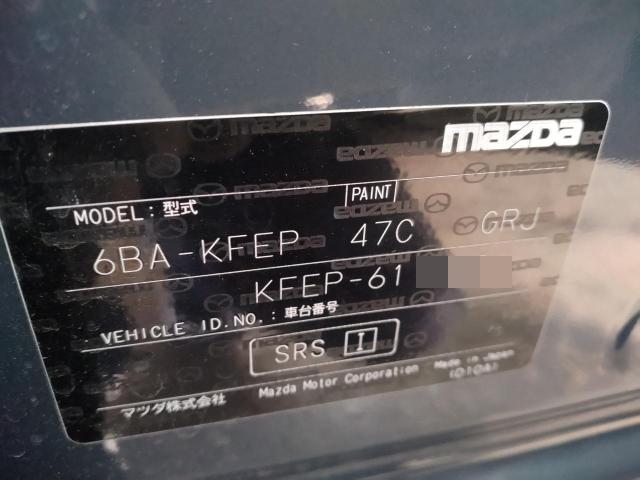 mazda
MODEL: 型式 PAINT
6BA-KFEP 47C GRJ
KFEP-61
VEHICLE ID.NO.: 車台番号
SRS I
マツダ株式会社 Mazda Motor Corporation Made in Japan
(D10A)